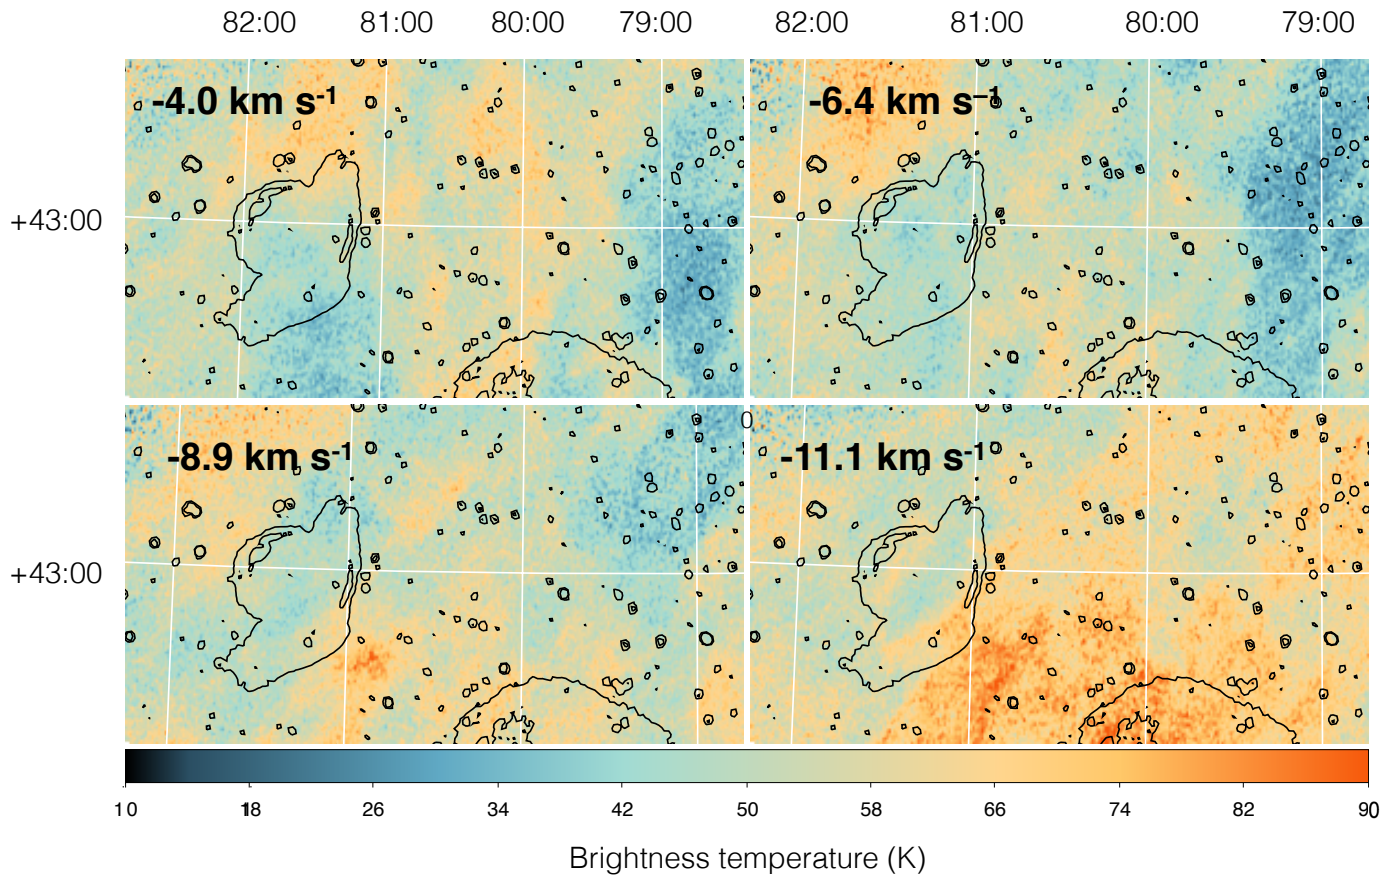 82:00 81:00 80:00 79:00 82:00 81:00 80:00 79:00
-4.0 km s-1 -6.4 km s-1
+43:00
0
-8.9 km s-1 -11.1 km s-1
+43:00
10 18 26 34 42 50 58 66 74 82 90
Brightness temperature (K)